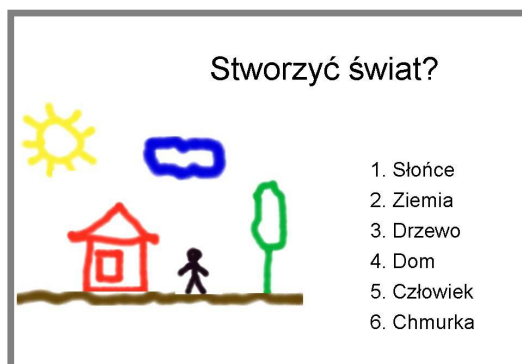 Stworzyć świat?
1. Słońce
2. Ziemia
3. Drzewo
4. Dom
5. Człowiek
6. Chmurka